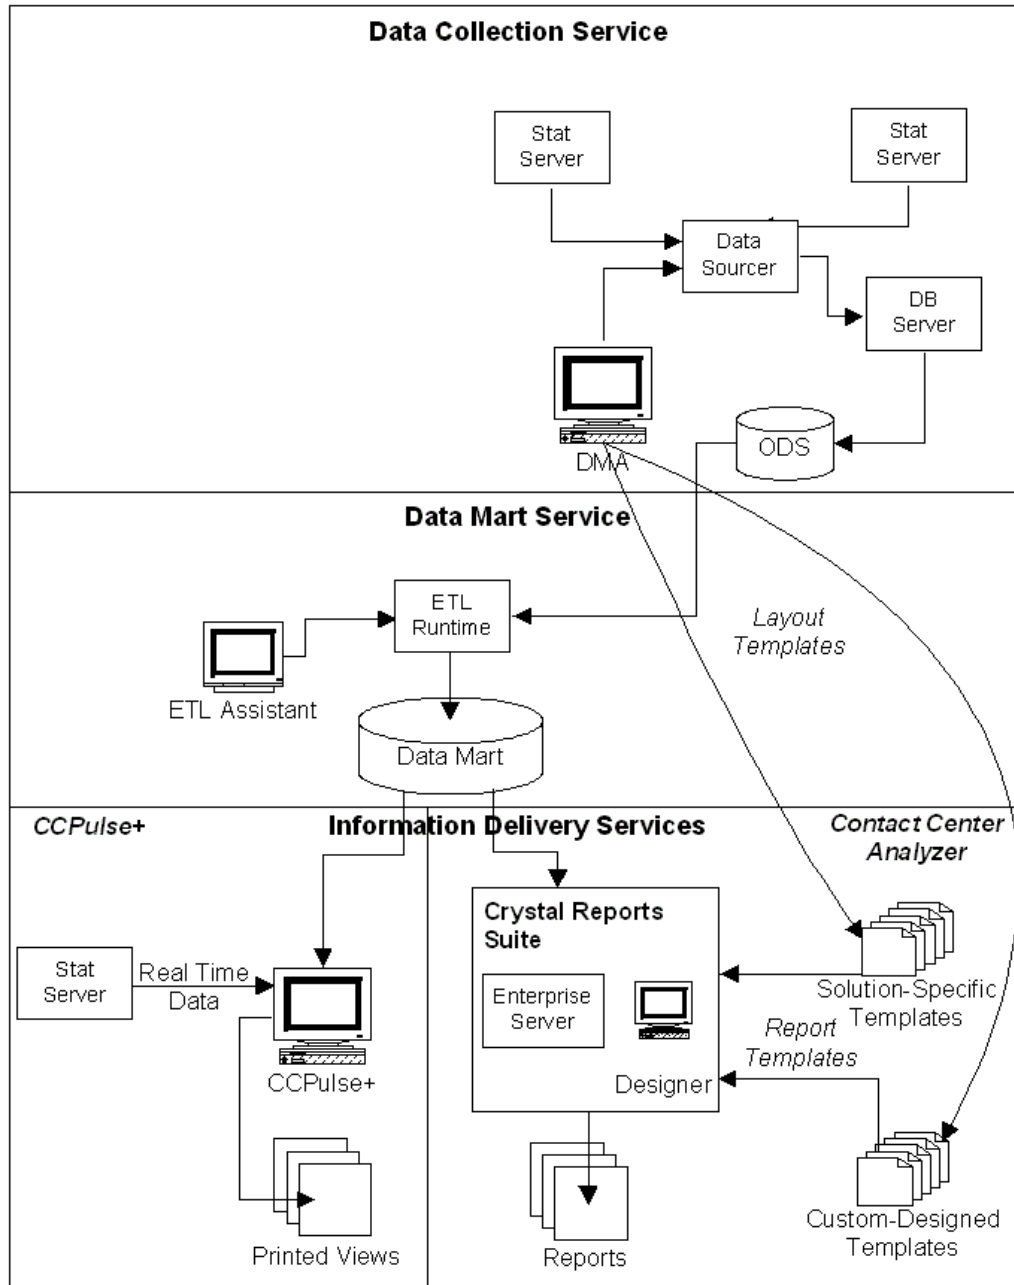 Data Collection Service
Stat
Server
Stat
Server
Data
Sourcer
DB
Server
DMA
ODS
Data Mart Service
ETL
Runtime
ETL Assistant
Data Mart
Layout
Templates
CCPulse+
Information Delivery Services
Contact Center
Analyzer
Stat
Server
Real Time
Data
CCPulse+
Printed Views
Crystal Reports
Suite
Enterprise
Server
Designer
Reports
Solution-Specific
Templates
Report
Templates
Custom-Designed
Templates